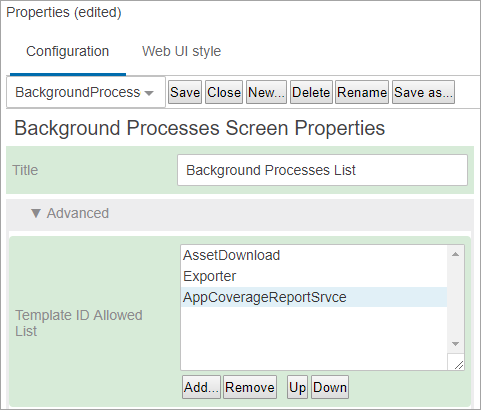 Properties (edited)
Configuration Web UI style
BackgroundProcess Save Close New... Delete Rename Save as...
Background Processes Screen Properties
Title Background Processes List
▼ Advanced
AssetDownload
Exporter
AppCoverageReportSrvce
Template ID Allowed
List
Add... Remove Up Down